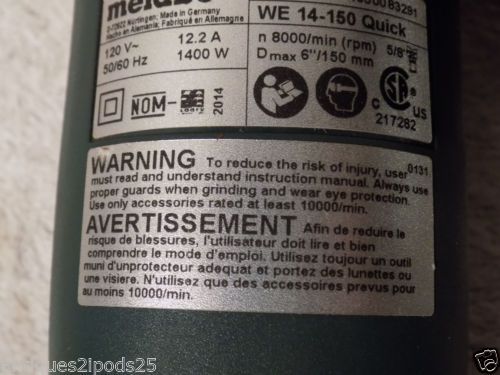 metabo
D-72622 Nürtingen; Made in Germany
Hecho en Alemania; Fabriqué en Allemagne
120 V~ 12.2 A
50/60 Hz 1400 W
WE 14-150 Quick
n 8000/min (rpm) 5/8"
Dmax 6"/150 mm
NOM-
2014
C US
217282
WARNING To reduce the risk of injury, user 0131
must read and understand instruction manual. Always use
proper guards when grinding and wear eye protection.
Use only accessories rated at least 10000/min.
AVERTISSEMENT Afin de reduire le
risque de blessures, l'utilisateur doit lire et bien
comprendre le mode d'emploi. Utilisez toujour un outil
muni d'unprotecteur adequat et portez des lunettes ou
une visiere. N'utilisez que des accessoires prevus pour
au moins 10000/min.
antiques2ipods25